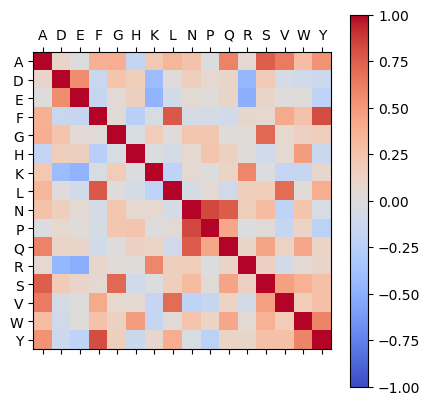 A D E F G H K L N P Q R S V W Y
A
D
E
F
G
H
K
L
N
P
Q
R
S
V
W
Y
1.00
0.75
0.50
0.25
0.00
−0.25
−0.50
−0.75
−1.00